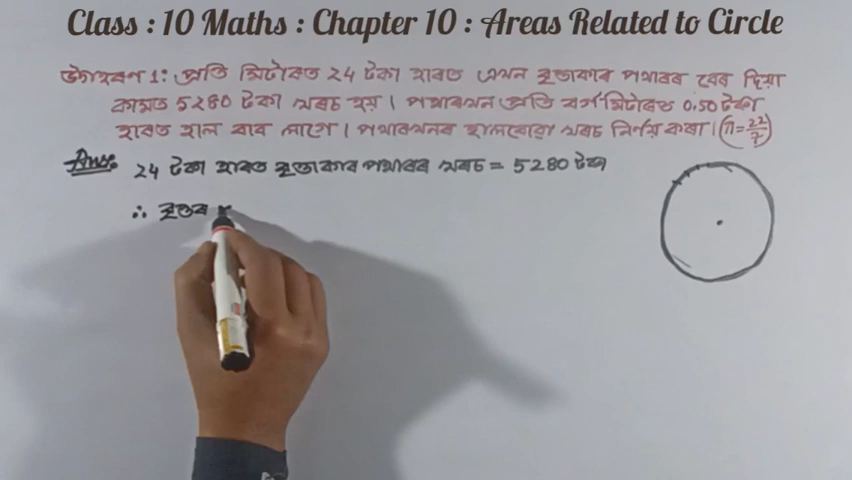 Class : 10 Maths : Chapter 10 : Areas Related to Circle
উদাহৰণ 1: প্ৰতি মিটাৰত 24 টকা হাৰত এখন বৃত্তাকাৰ পথাৰৰ বেৰ দিয়া
কামত 5280 টকা খৰচ হয়। পথাৰখন প্ৰতি বৰ্গ মিটাৰত 0.50 টকা
হাৰত হাল বাব লাগে। পথাৰখনৰ হালবোৱা খৰচ নিৰ্ণয় কৰা। (π=22/7)
Ans: 24 টকা হাৰত বৃত্তাকাৰ পথাৰৰ খৰচ = 5280 টকা
∴ বৃত্তৰ